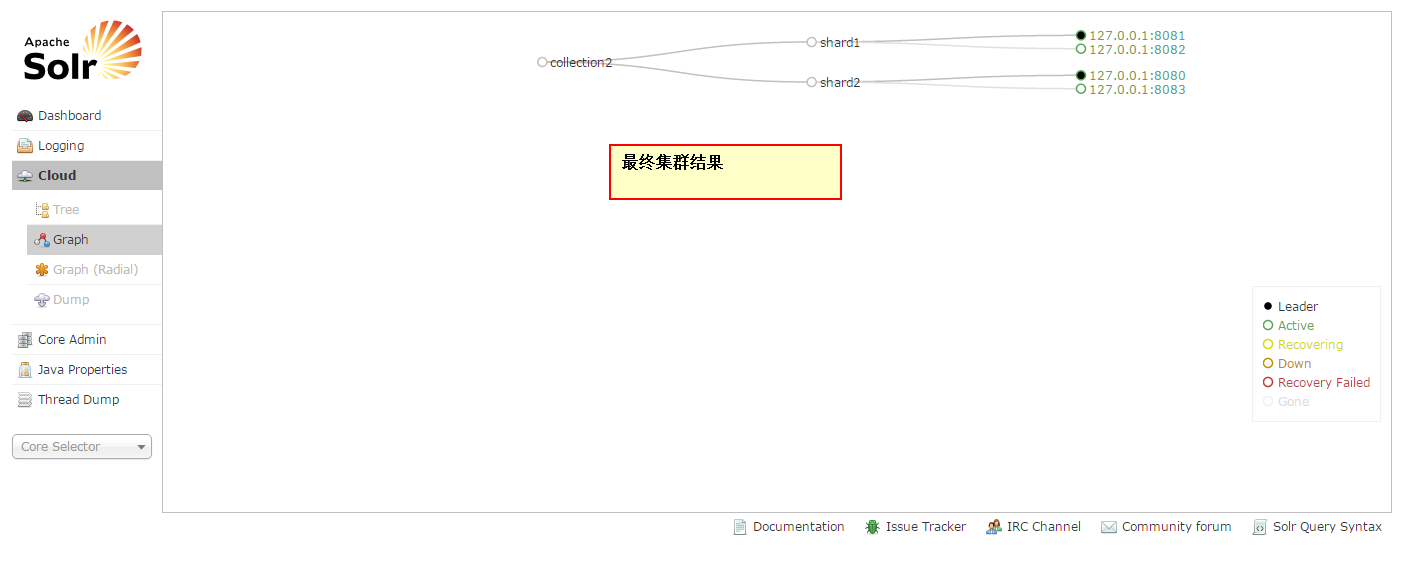 Apache
Solr
Dashboard
Logging
Cloud
Tree
Graph
Graph (Radial)
Dump
Core Admin
Java Properties
Thread Dump
Core Selector
collection2
shard1
127.0.0.1:8081
127.0.0.1:8082
shard2
127.0.0.1:8080
127.0.0.1:8083
最终集群结果
Leader
Active
Recovering
Down
Recovery Failed
Gone
Documentation Issue Tracker IRC Channel Community forum Solr Query Syntax